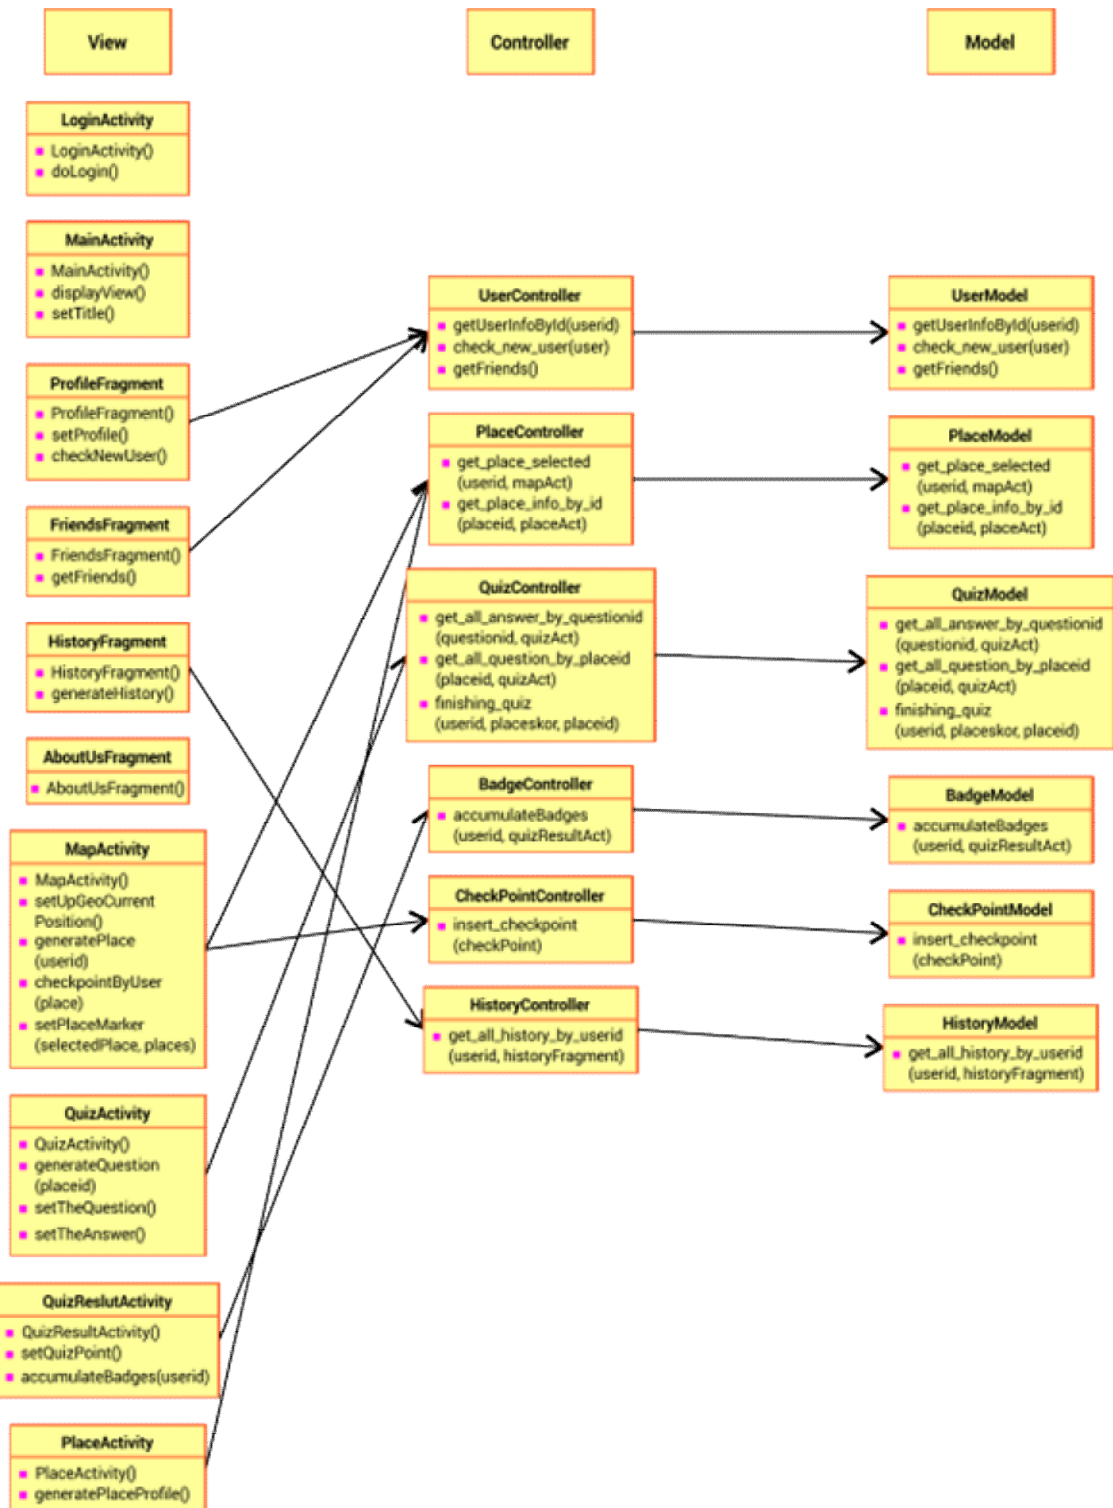 View
Controller
Model
LoginActivity
LoginActivity()
doLogin()
MainActivity
MainActivity()
displayView()
setTitle()
ProfileFragment
ProfileFragment()
setProfile()
checkNewUser()
FriendsFragment
FriendsFragment()
getFriends()
HistoryFragment
HistoryFragment()
generateHistory()
AboutUsFragment
AboutUsFragment()
MapActivity
MapActivity()
setUpGeoCurrent
Position()
generatePlace
(userid)
checkpointByUser
(place)
setPlaceMarker
(selectedPlace, places)
QuizActivity
QuizActivity()
generateQuestion
(placeid)
setTheQuestion()
setTheAnswer()
QuizReslutActivity
QuizResultActivity()
setQuizPoint()
accumulateBadges(userid)
PlaceActivity
PlaceActivity()
generatePlaceProfile()
UserController
getUserInfoById(userid)
check_new_user(user)
getFriends()
PlaceController
get_place_selected
(userid, mapAct)
get_place_info_by_id
(placeid, placeAct)
QuizController
get_all_answer_by_questionid
(questionid, quizAct)
get_all_question_by_placeid
(placeid, quizAct)
finishing_quiz
(userid, placeskor, placeid)
BadgeController
accumulateBadges
(userid, quizResultAct)
CheckPointController
insert_checkpoint
(checkPoint)
HistoryController
get_all_history_by_userid
(userid, historyFragment)
UserModel
getUserInfoById(userid)
check_new_user(user)
getFriends()
PlaceModel
get_place_selected
(userid, mapAct)
get_place_info_by_id
(placeid, placeAct)
QuizModel
get_all_answer_by_questionid
(questionid, quizAct)
get_all_question_by_placeid
(placeid, quizAct)
finishing_quiz
(userid, placeskor, placeid)
BadgeModel
accumulateBadges
(userid, quizResultAct)
CheckPointModel
insert_checkpoint
(checkPoint)
HistoryModel
get_all_history_by_userid
(userid, historyFragment)